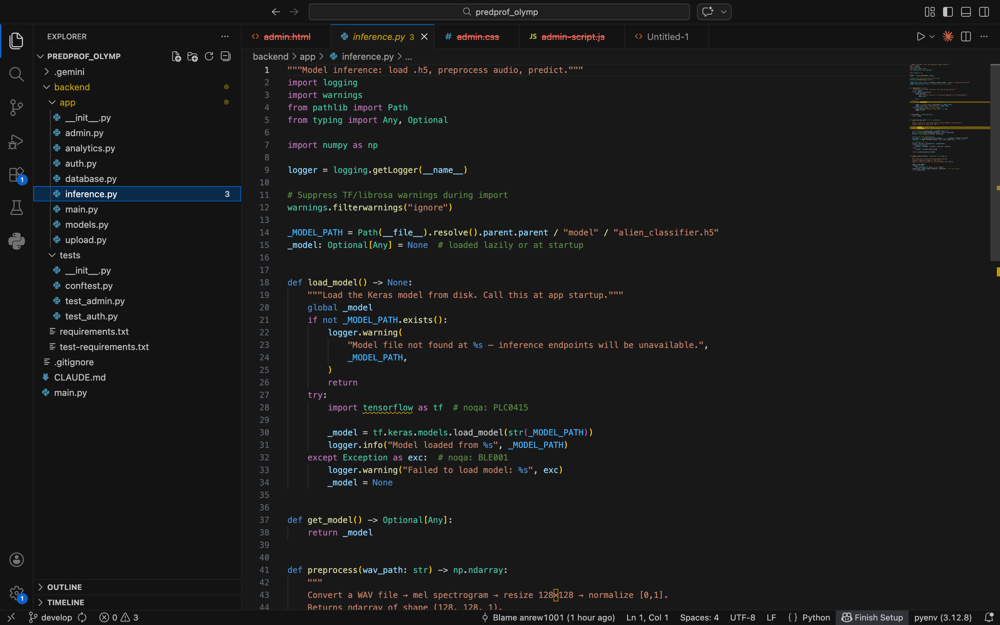 predprof_olymp
EXPLORER
PREDPROF_OLYMP
.gemini
backend
app
__init__.py
admin.py
analytics.py
auth.py
database.py
inference.py 3
main.py
models.py
upload.py
tests
__init__.py
conftest.py
test_admin.py
test_auth.py
requirements.txt
test-requirements.txt
.gitignore
CLAUDE.md
main.py
OUTLINE
TIMELINE
1
1
admin.html
inference.py 3
# admin.css
JS admin-script.js
Untitled-1
backend > app > inference.py > ...
1 """Model inference: load .h5, preprocess audio, predict."""
2 import logging
3 import warnings
4 from pathlib import Path
5 from typing import Any, Optional
6
7 import numpy as np
8
9 logger = logging.getLogger(__name__)
10
11 # Suppress TF/librosa warnings during import
12 warnings.filterwarnings("ignore")
13
14 _MODEL_PATH = Path(__file__).resolve().parent.parent / "model" / "alien_classifier.h5"
15 _model: Optional[Any] = None  # loaded lazily or at startup
16
17
18 def load_model() -> None:
19     """Load the Keras model from disk. Call this at app startup."""
20     global _model
21     if not _MODEL_PATH.exists():
22         logger.warning(
23             "Model file not found at %s — inference endpoints will be unavailable.",
24             _MODEL_PATH,
25         )
26         return
27     try:
28         import tensorflow as tf  # noqa: PLC0415
29
30         _model = tf.keras.models.load_model(str(_MODEL_PATH))
31         logger.info("Model loaded from %s", _MODEL_PATH)
32     except Exception as exc:  # noqa: BLE001
33         logger.warning("Failed to load model: %s", exc)
34         _model = None
35
36
37 def get_model() -> Optional[Any]:
38     return _model
39
40
41 def preprocess(wav_path: str) -> np.ndarray:
42     """
43     Convert a WAV file → mel spectrogram → resize 128×128 → normalize [0,1].
44     Returns ndarray of shape (128, 128, 1).
develop 0 3
Blame anrew1001 (1 hour ago) Ln 1, Col 1 Spaces: 4 UTF-8 LF { } Python Finish Setup pyenv (3.12.8)